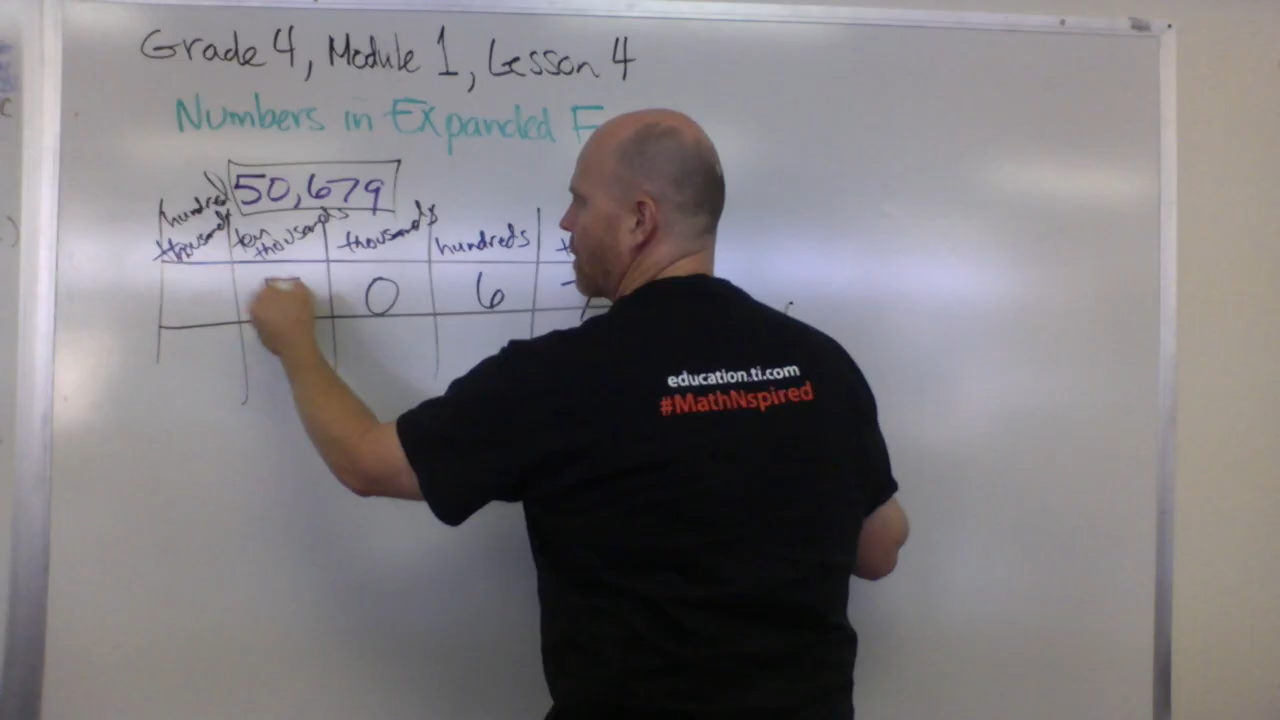 Grade 4, Module 1, Lesson 4
Numbers in Expanded F
50,679
hundred thousands ten thousands thousands hundreds t
0 6 7
education.ti.com
#MathNspired